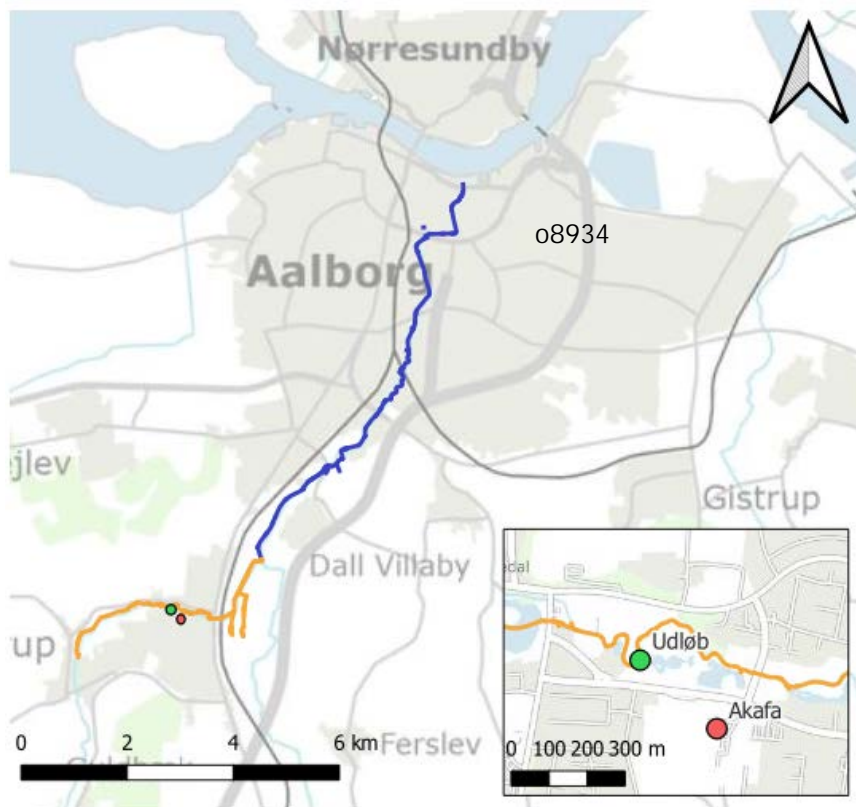 Nørresundby
o8934
Aalborg
ejlev
Gistrup
Dall Villaby
rup
Ferslev
0 2 4 6 km
Udløb
Akafa
0 100 200 300 m